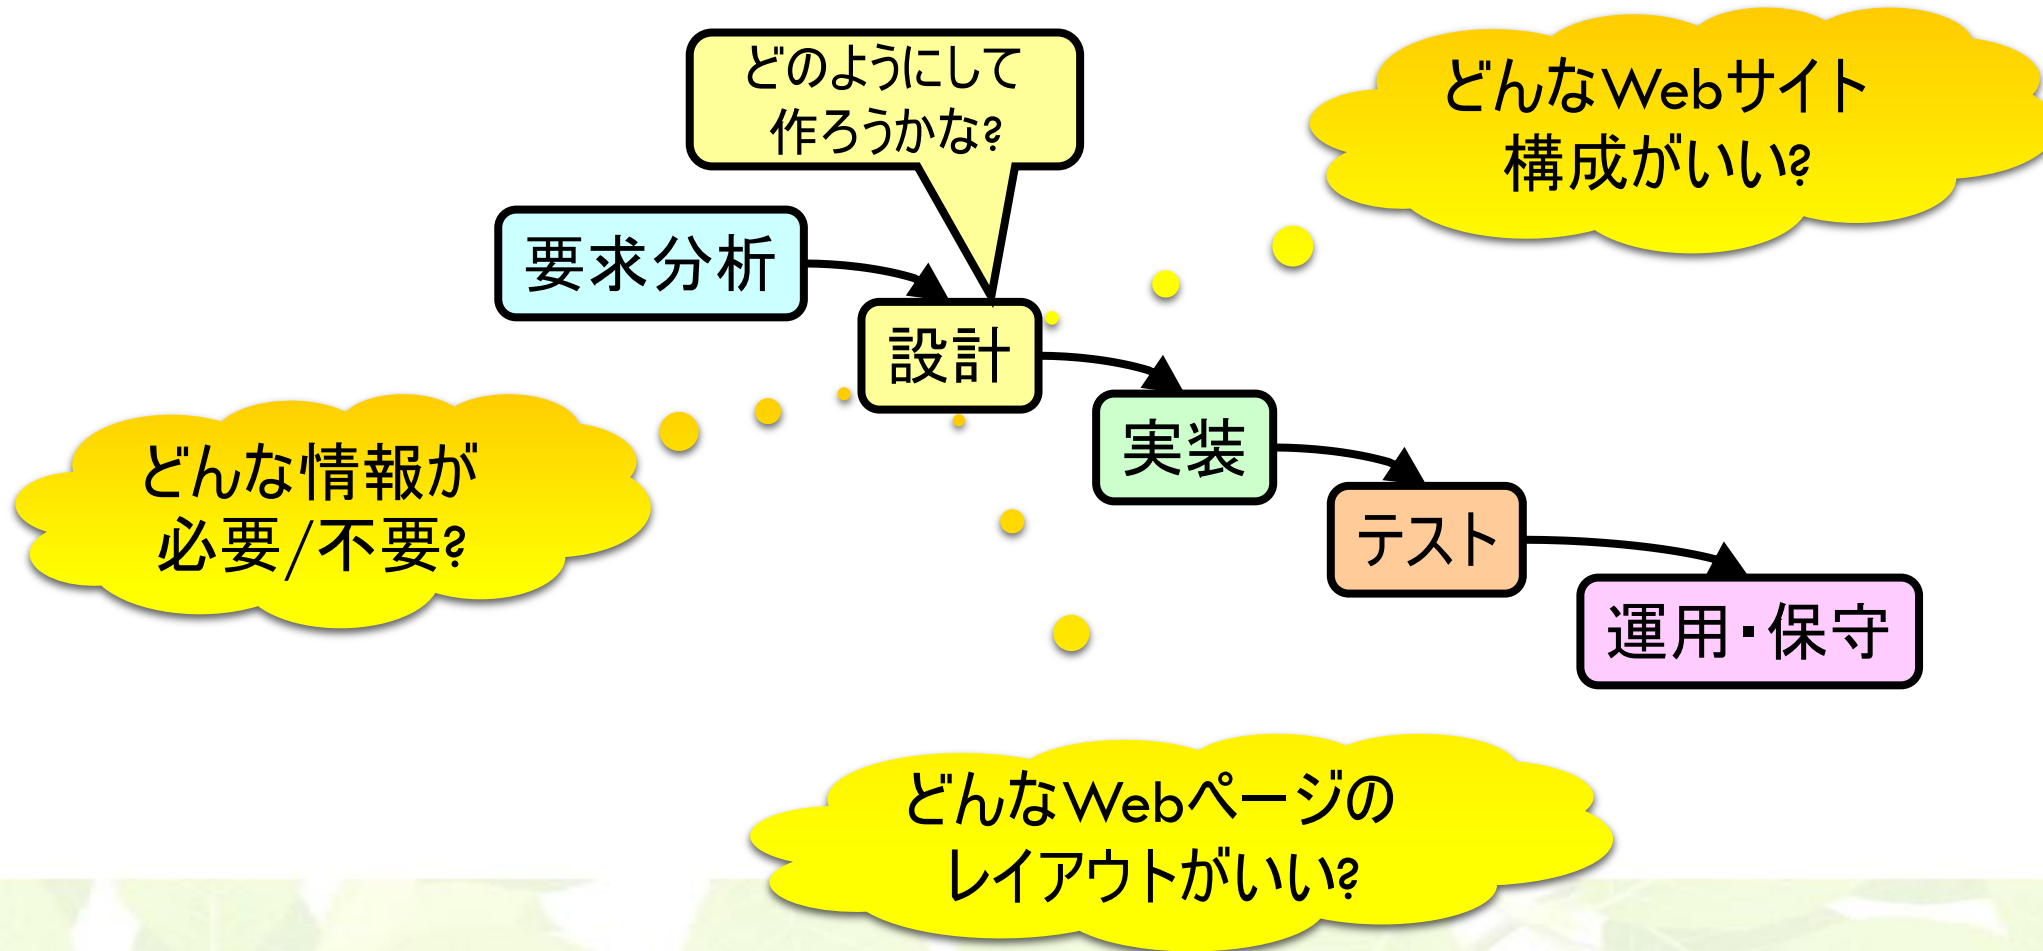 どのようにして
作ろうかな?
どんなWebサイト
構成がいい?
要求分析
設計
実装
テスト
運用・保守
どんな情報が
必要/不要?
どんなWebページの
レイアウトがいい?